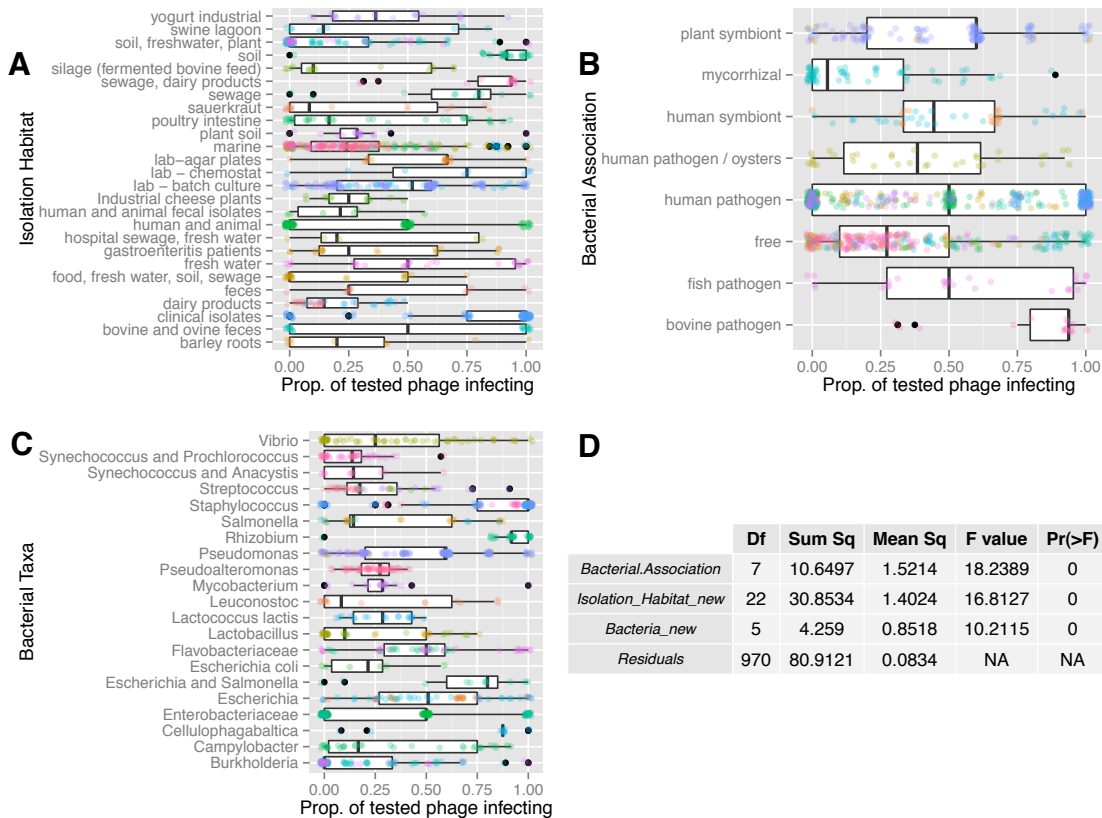 A
Isolation Habitat
yogurt industrial
swine lagoon
soil, freshwater, plant
soil
silage (fermented bovine feed)
sewage, dairy products
sewage
sauerkraut
poultry intestine
plant soil
marine
lab−agar plates
lab − chemostat
lab − batch culture
Industrial cheese plants
human and animal fecal isolates
human and animal
hospital sewage, fresh water
gastroenteritis patients
fresh water
food, fresh water, soil, sewage
feces
dairy products
clinical isolates
bovine and ovine feces
barley roots
0.00 0.25 0.50 0.75 1.00
Prop. of tested phage infecting
B
Bacterial Association
plant symbiont
mycorrhizal
human symbiont
human pathogen / oysters
human pathogen
free
fish pathogen
bovine pathogen
0.00 0.25 0.50 0.75 1.00
Prop. of tested phage infecting
C
Bacterial Taxa
Vibrio
Synechococcus and Prochlorococcus
Synechococcus and Anacystis
Streptococcus
Staphylococcus
Salmonella
Rhizobium
Pseudomonas
Pseudoalteromonas
Mycobacterium
Leuconostoc
Lactococcus lactis
Lactobacillus
Flavobacteriaceae
Escherichia coli
Escherichia and Salmonella
Escherichia
Enterobacteriaceae
Cellulophagabaltica
Campylobacter
Burkholderia
0.00 0.25 0.50 0.75 1.00
Prop. of tested phage infecting
D
Df Sum Sq Mean Sq F value Pr(>F)
Bacterial.Association 7 10.6497 1.5214 18.2389 0
Isolation_Habitat_new 22 30.8534 1.4024 16.8127 0
Bacteria_new 5 4.259 0.8518 10.2115 0
Residuals 970 80.9121 0.0834 NA NA